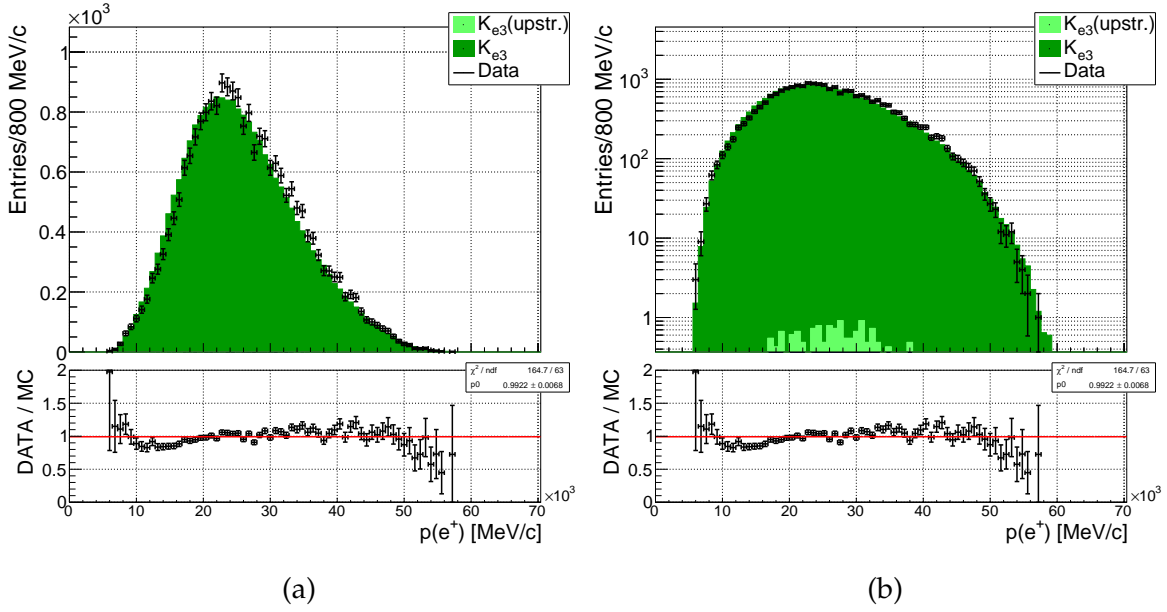 ×10³
Entries/800 MeV/c
1
0.8
0.6
0.4
0.2
0
Kₑ₃(upstr.)
Kₑ₃
Data
DATA / MC
2
1.5
1
0.5
0
χ² / ndf 164.7 / 63
p0 0.9922 ± 0.0068
0 10 20 30 40 50 60 70
×10³
p(e⁺) [MeV/c]
(a)
Entries/800 MeV/c
10³
10²
10
1
Kₑ₃(upstr.)
Kₑ₃
Data
DATA / MC
2
1.5
1
0.5
0
χ² / ndf 164.7 / 63
p0 0.9922 ± 0.0068
0 10 20 30 40 50 60 70
×10³
p(e⁺) [MeV/c]
(b)